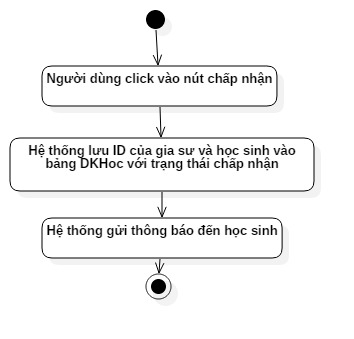 Người dùng click vào nút chấp nhận
Hệ thống lưu ID của gia sư và học sinh vào
bảng DKHoc với trạng thái chấp nhận
Hệ thống gửi thông báo đến học sinh